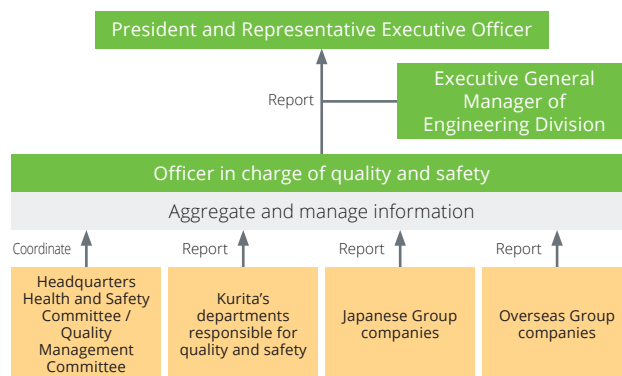 President and Representative Executive Officer
Report
Executive General
Manager of
Engineering Division
Officer in charge of quality and safety
Aggregate and manage information
Coordinate
Report
Report
Report
Headquarters
Health and Safety
Committee /
Quality
Management
Committee
Kurita’s
departments
responsible for
quality and safety
Japanese Group
companies
Overseas Group
companies